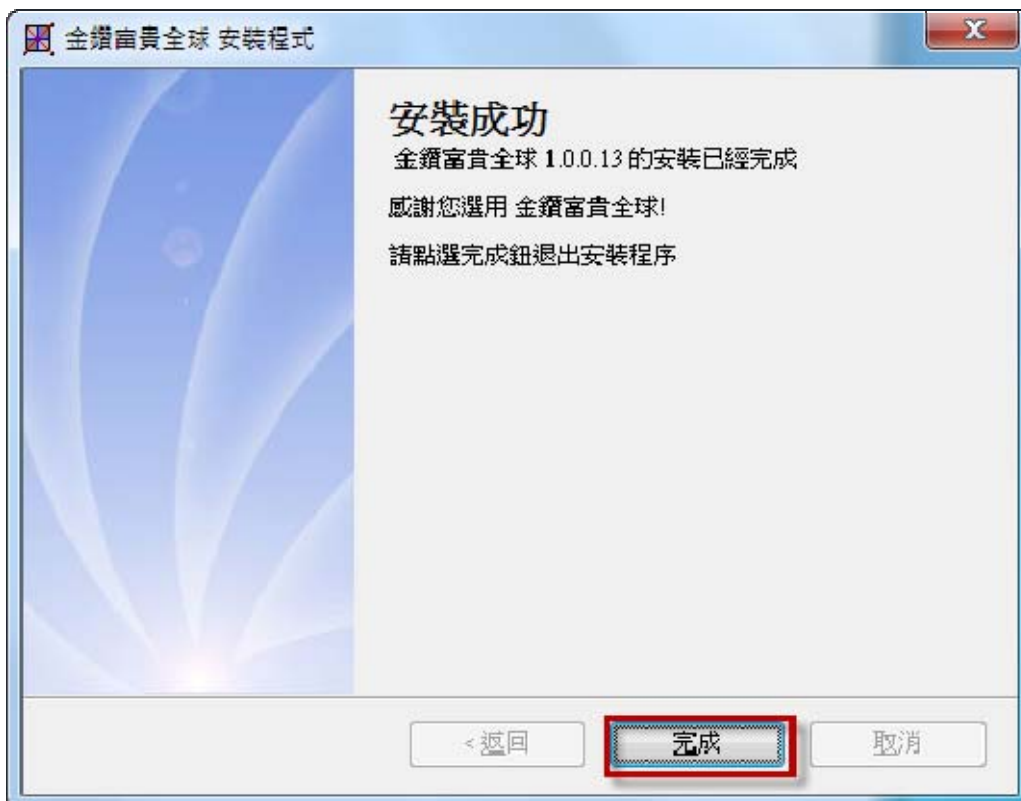 金鑽富貴全球 安裝程式
安裝成功
金鑽富貴全球 1.0.0.13 的安裝已經完成
感謝您選用 金鑽富貴全球!
請點選完成鈕退出安裝程序
< 返回
完成
取消